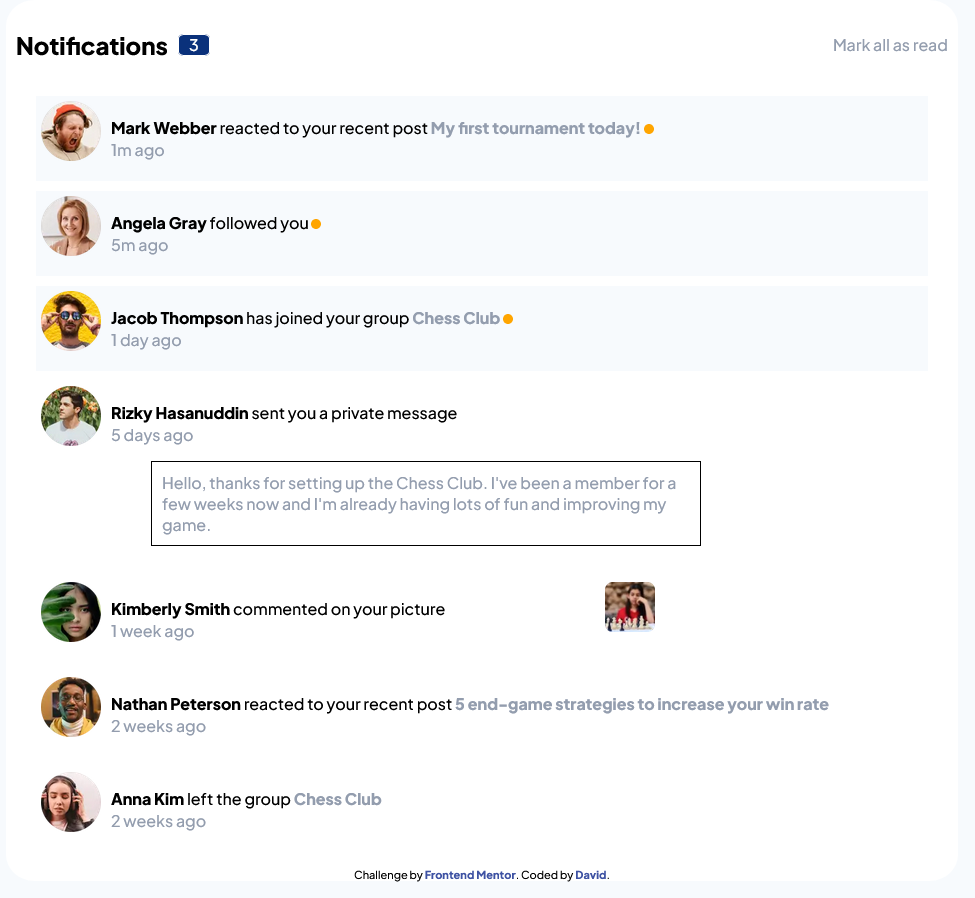 Notifications 3
Mark all as read
Mark Webber reacted to your recent post My first tournament today!
1m ago
Angela Gray followed you
5m ago
Jacob Thompson has joined your group Chess Club
1 day ago
Rizky Hasanuddin sent you a private message
5 days ago
Hello, thanks for setting up the Chess Club. I've been a member for a
few weeks now and I'm already having lots of fun and improving my
game.
Kimberly Smith commented on your picture
1 week ago
Nathan Peterson reacted to your recent post 5 end-game strategies to increase your win rate
2 weeks ago
Anna Kim left the group Chess Club
2 weeks ago
Challenge by Frontend Mentor. Coded by David.